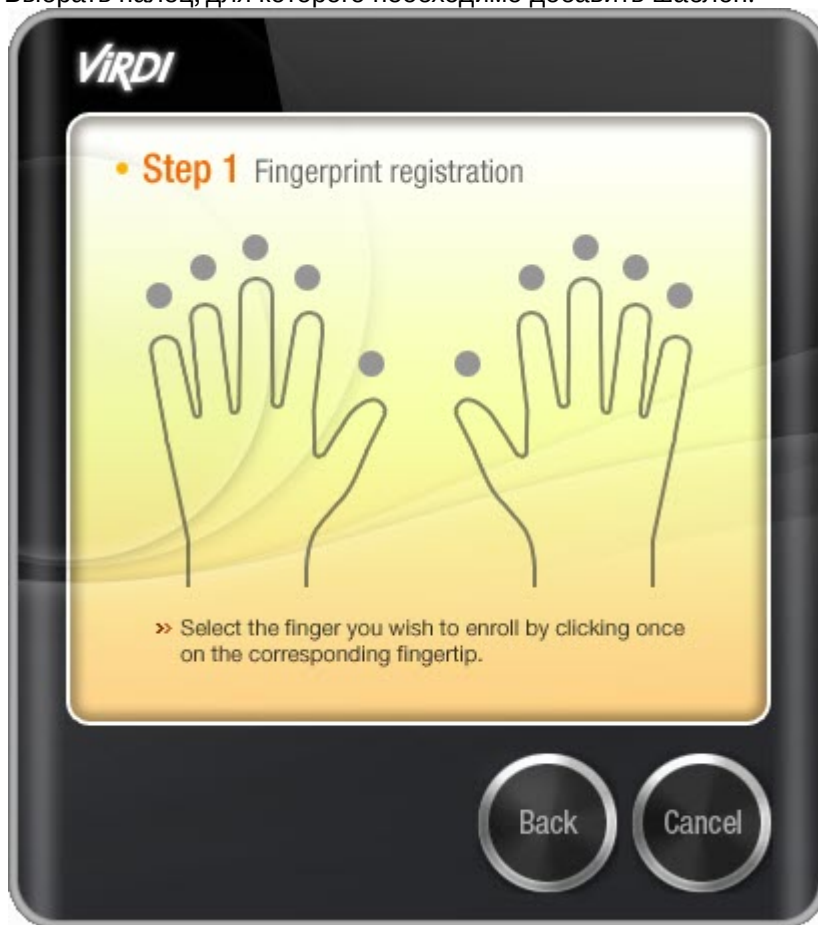 Выбрать палец, для которого необходимо добавить шаблон.
ViRDI
• Step 1 Fingerprint registration
» Select the finger you wish to enroll by clicking once
on the corresponding fingertip.
Back
Cancel